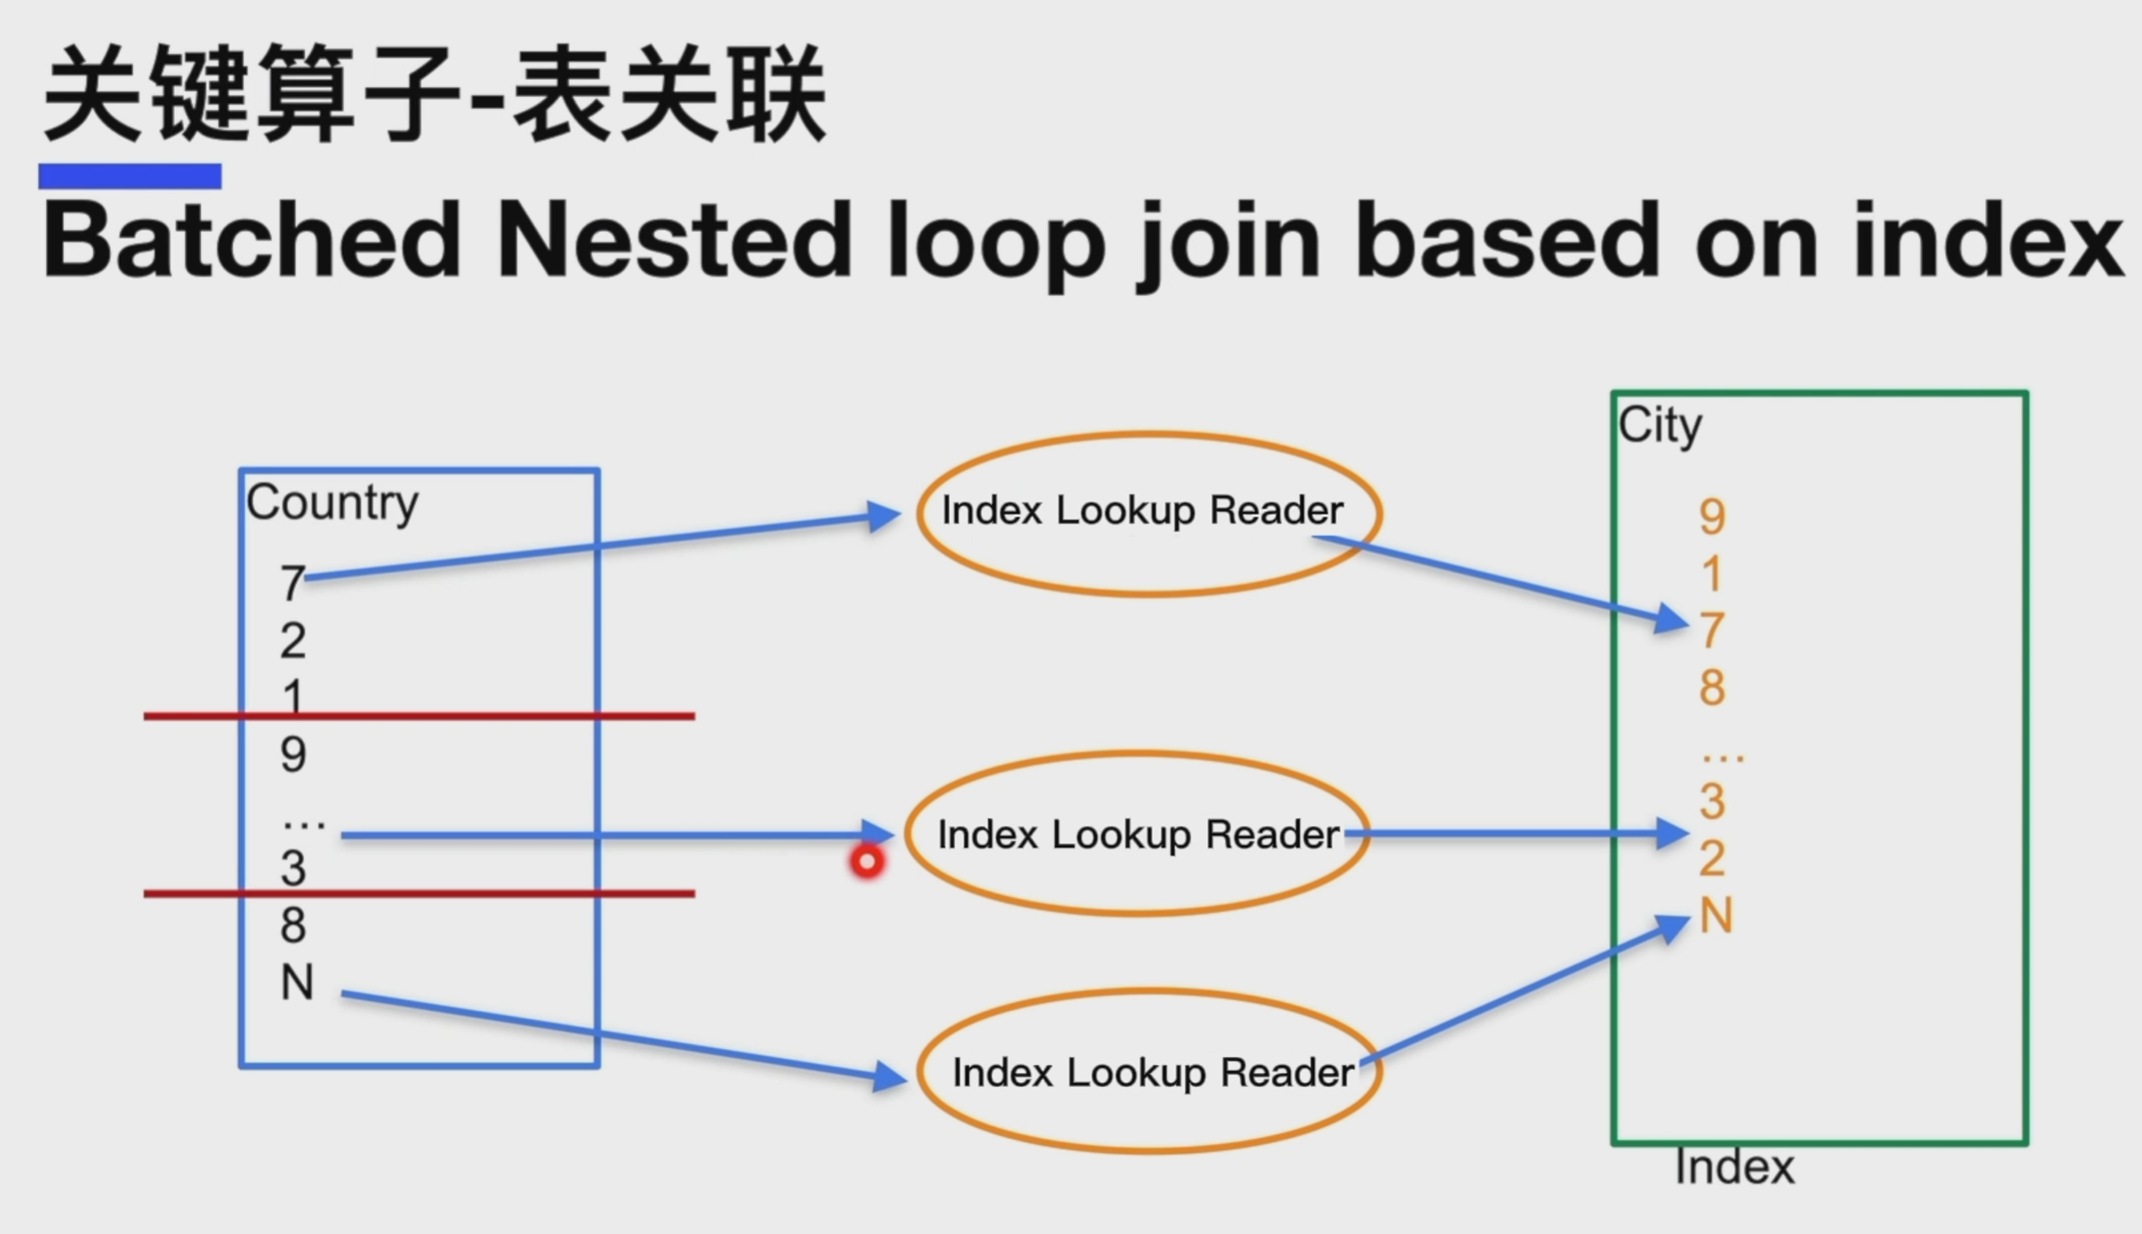 关键算子-表关联
Batched Nested loop join based on index
Country
7
2
1
9
...
3
8
N
Index Lookup Reader
Index Lookup Reader
Index Lookup Reader
City
9
1
7
8
...
3
2
N
Index